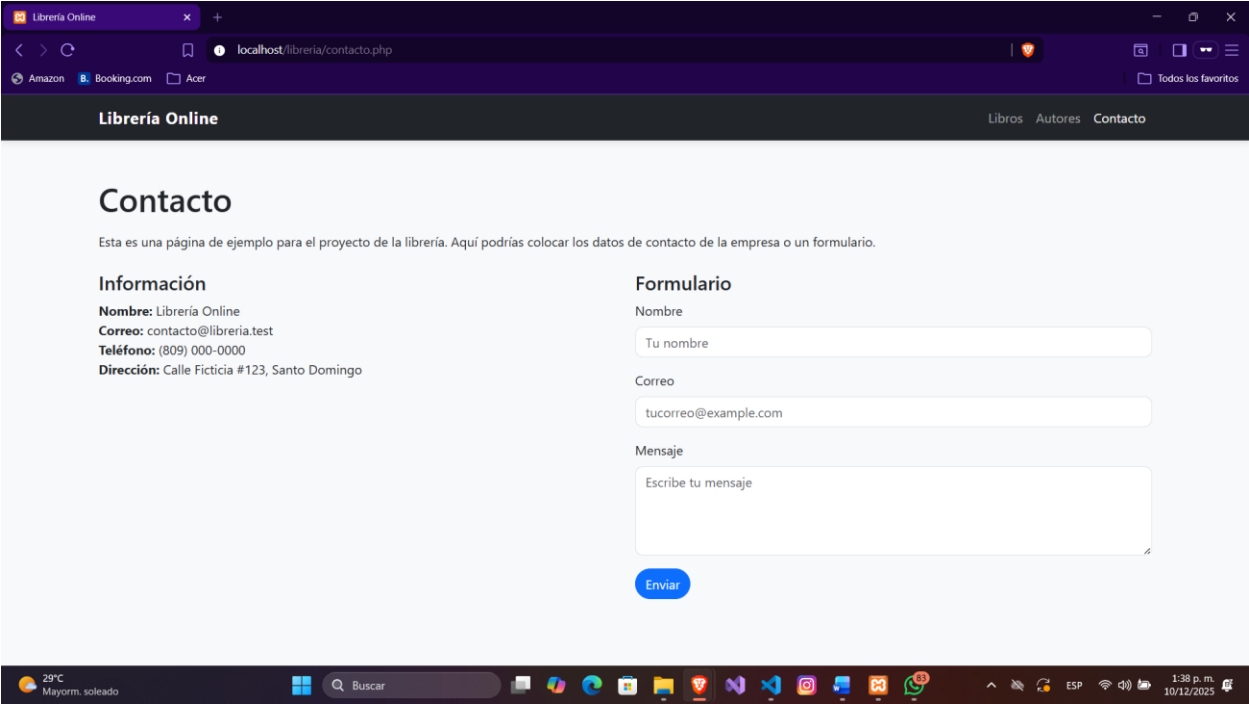 Librería Online
localhost/libreria/contacto.php
Amazon
B. Booking.com
Acer
Todos los favoritos
Librería Online
Libros Autores Contacto
Contacto
Esta es una página de ejemplo para el proyecto de la librería. Aquí podrías colocar los datos de contacto de la empresa o un formulario.
Información
Nombre: Librería Online
Correo: contacto@libreria.test
Teléfono: (809) 000-0000
Dirección: Calle Ficticia #123, Santo Domingo
Formulario
Nombre
Tu nombre
Correo
tucorreo@example.com
Mensaje
Escribe tu mensaje
Enviar
29°C
Mayorm. soleado
Buscar
83
ESP
1:38 p. m.
10/12/2025